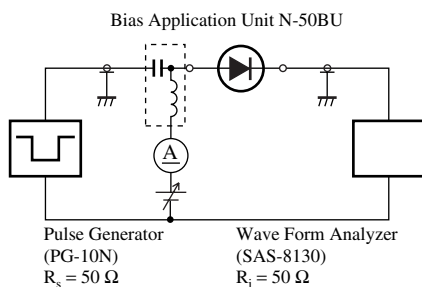 Bias Application Unit N-50BU
A
Pulse Generator
(PG-10N)
Rs = 50 Ω
Wave Form Analyzer
(SAS-8130)
Ri = 50 Ω